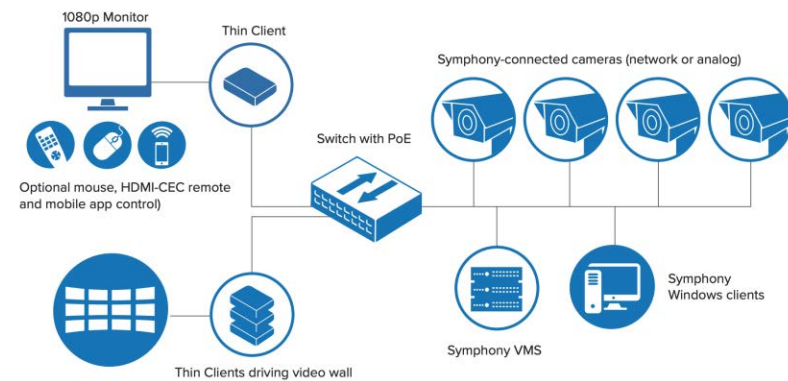 1080p Monitor
Thin Client
Symphony-connected cameras (network or analog)
Switch with PoE
Optional mouse, HDMI-CEC remote
and mobile app control)
Symphony
Windows clients
Symphony VMS
Thin Clients driving video wall